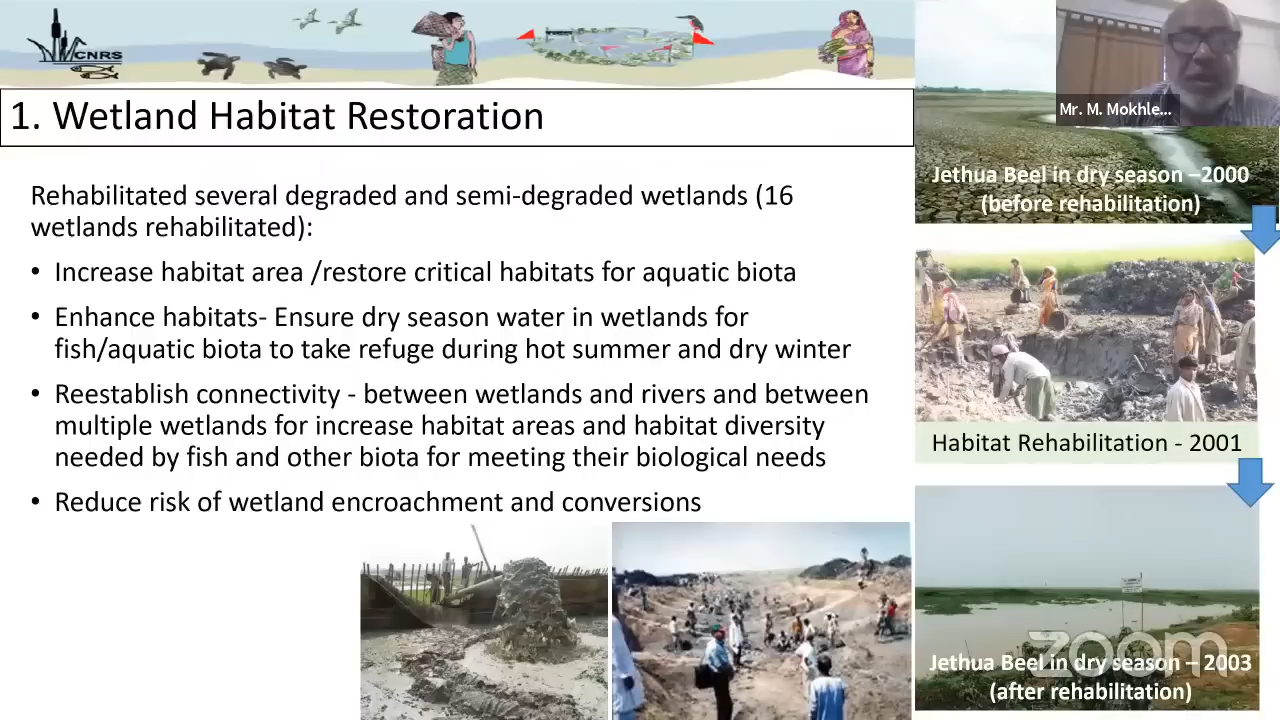 CNRS
Mr. M. Mokhle...
1. Wetland Habitat Restoration
Rehabilitated several degraded and semi-degraded wetlands (16
wetlands rehabilitated):
• Increase habitat area /restore critical habitats for aquatic biota
• Enhance habitats- Ensure dry season water in wetlands for
fish/aquatic biota to take refuge during hot summer and dry winter
• Reestablish connectivity - between wetlands and rivers and between
multiple wetlands for increase habitat areas and habitat diversity
needed by fish and other biota for meeting their biological needs
• Reduce risk of wetland encroachment and conversions
Jethua Beel in dry season –2000
(before rehabilitation)
Habitat Rehabilitation - 2001
zoom
Jethua Beel in dry season – 2003
(after rehabilitation)